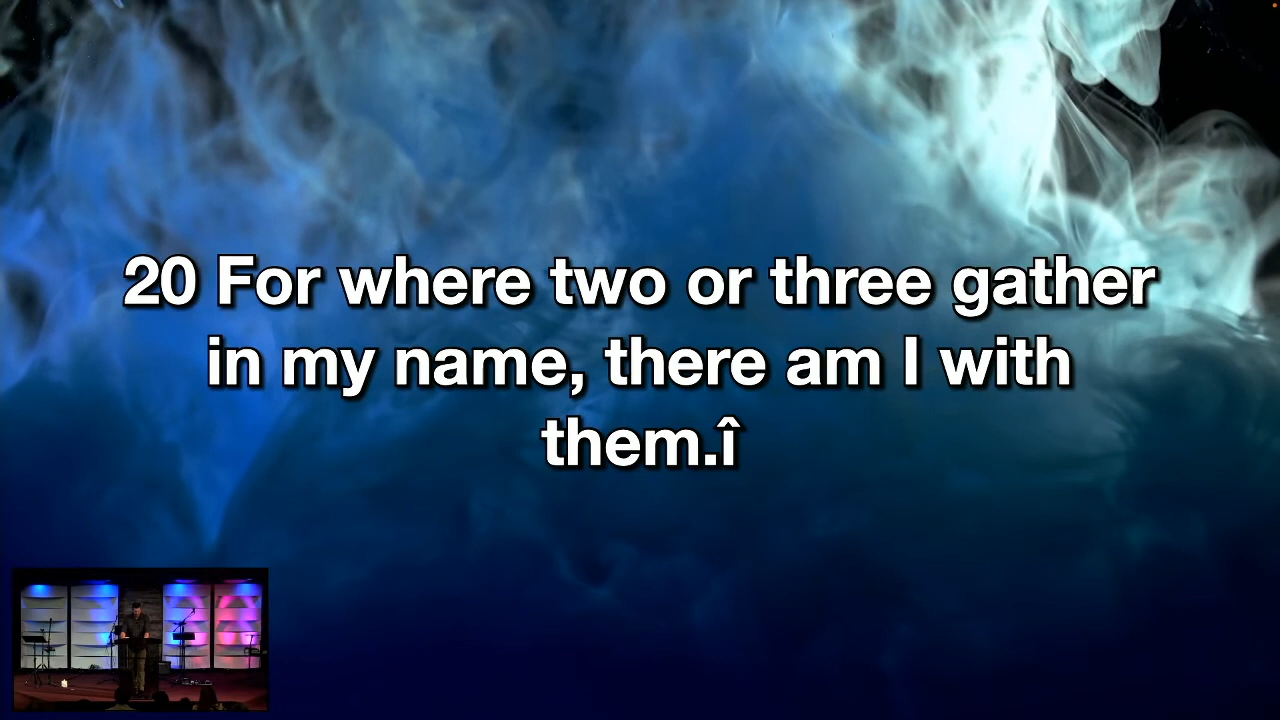 20 For where two or three gather
in my name, there am I with
them.î